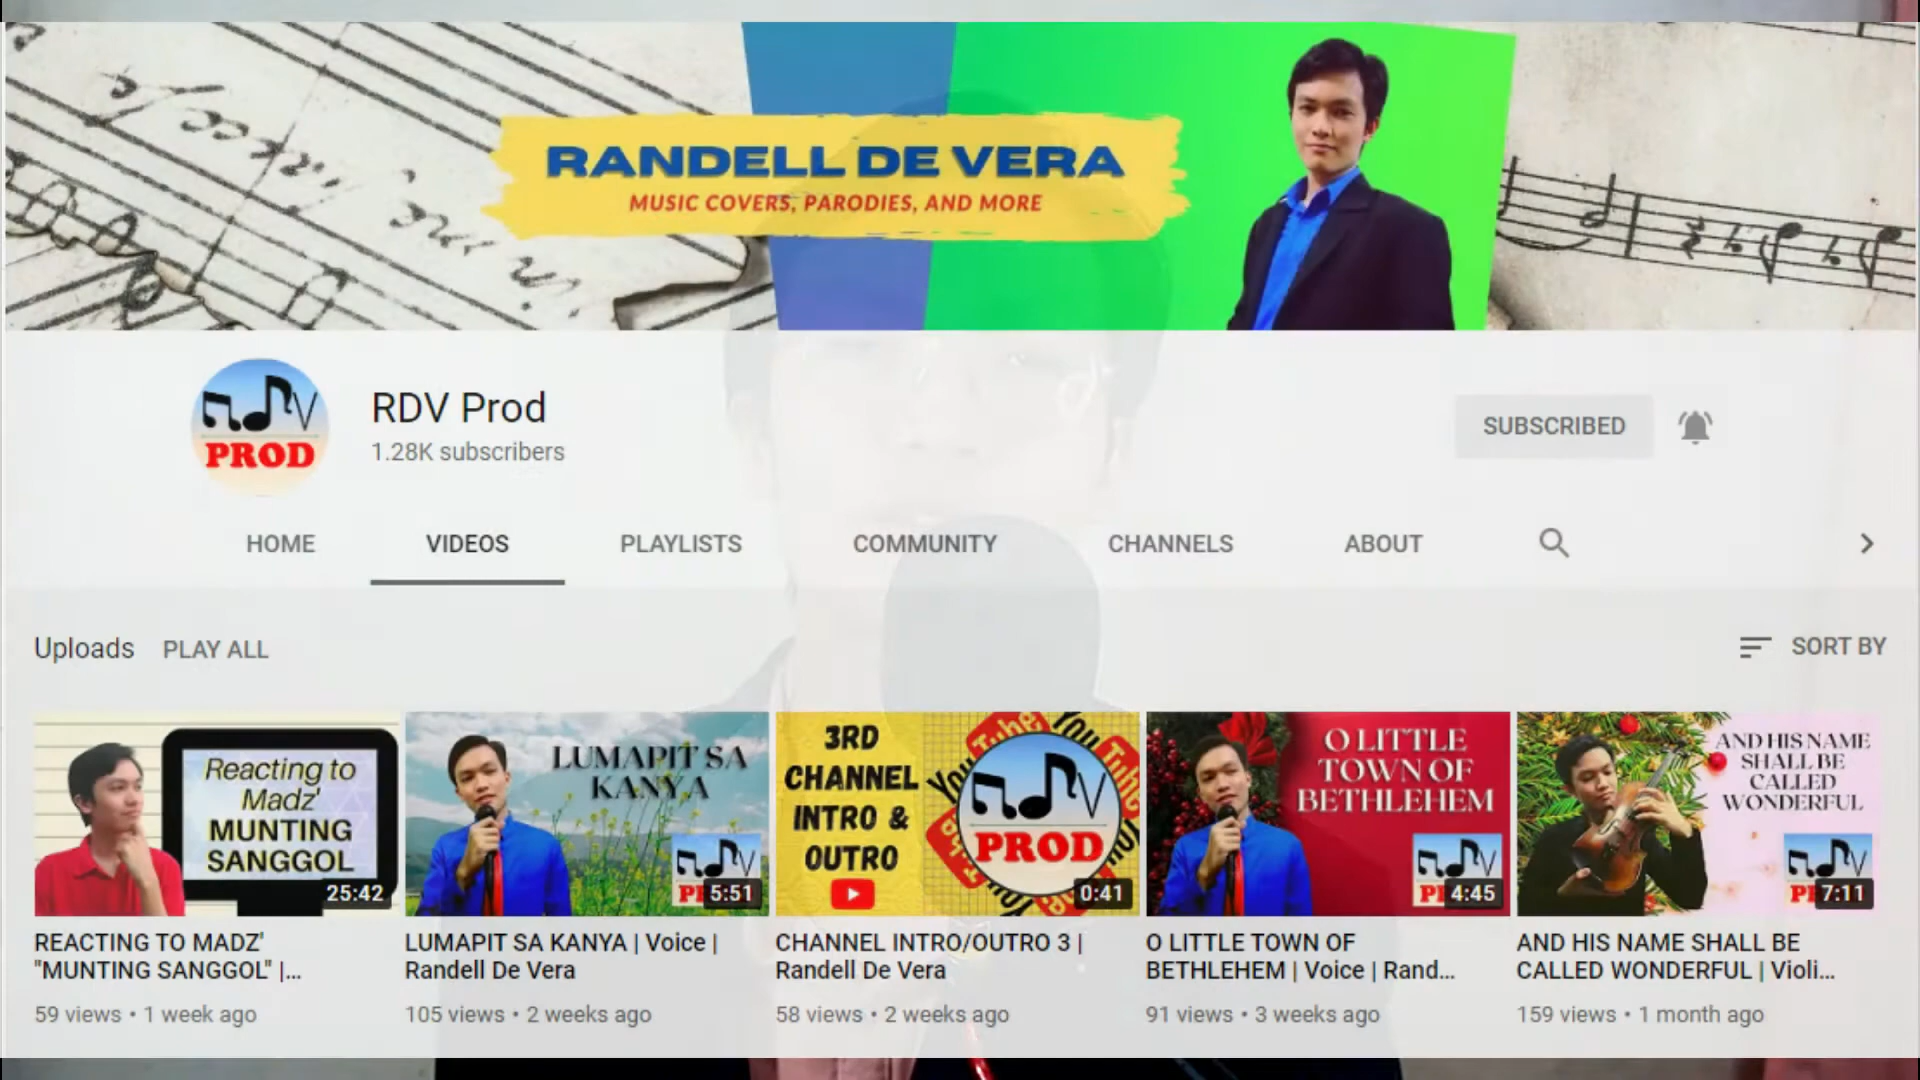 RANDELL DE VERA
MUSIC COVERS, PARODIES, AND MORE
PROD
RDV Prod
1.28K subscribers
SUBSCRIBED
HOME
VIDEOS
PLAYLISTS
COMMUNITY
CHANNELS
ABOUT
Uploads
PLAY ALL
SORT BY
Reacting to
Madz'
MUNTING
SANGGOL
25:42
LUMAPIT SA
KANYA
5:51
3RD
CHANNEL
INTRO &
OUTRO
You
Tube
PROD
0:41
O LITTLE
TOWN OF
BETHLEHEM
4:45
AND HIS NAME
SHALL BE
CALLED
WONDERFUL
7:11
REACTING TO MADZ'
"MUNTING SANGGOL" |...
59 views • 1 week ago
LUMAPIT SA KANYA | Voice |
Randell De Vera
105 views • 2 weeks ago
CHANNEL INTRO/OUTRO 3 |
Randell De Vera
58 views • 2 weeks ago
O LITTLE TOWN OF
BETHLEHEM | Voice | Rand...
91 views • 3 weeks ago
AND HIS NAME SHALL BE
CALLED WONDERFUL | Violi...
159 views • 1 month ago